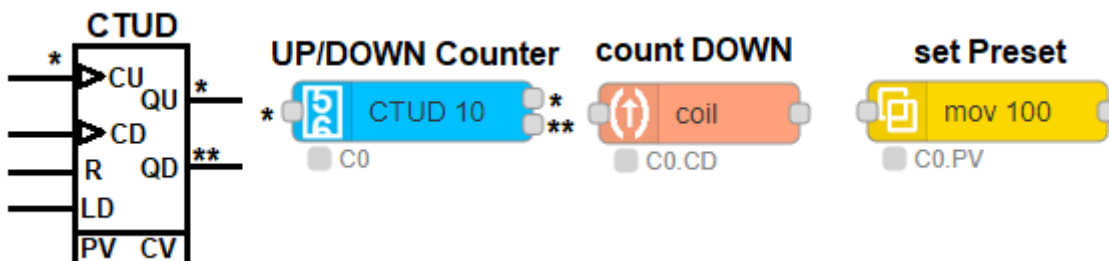 CTUD
* CU
QU *
CD
R QD **
LD
PV CV
UP/DOWN Counter
* 56 CTUD 10 *
**
C0
count DOWN
coil
C0.CD
set Preset
mov 100
C0.PV